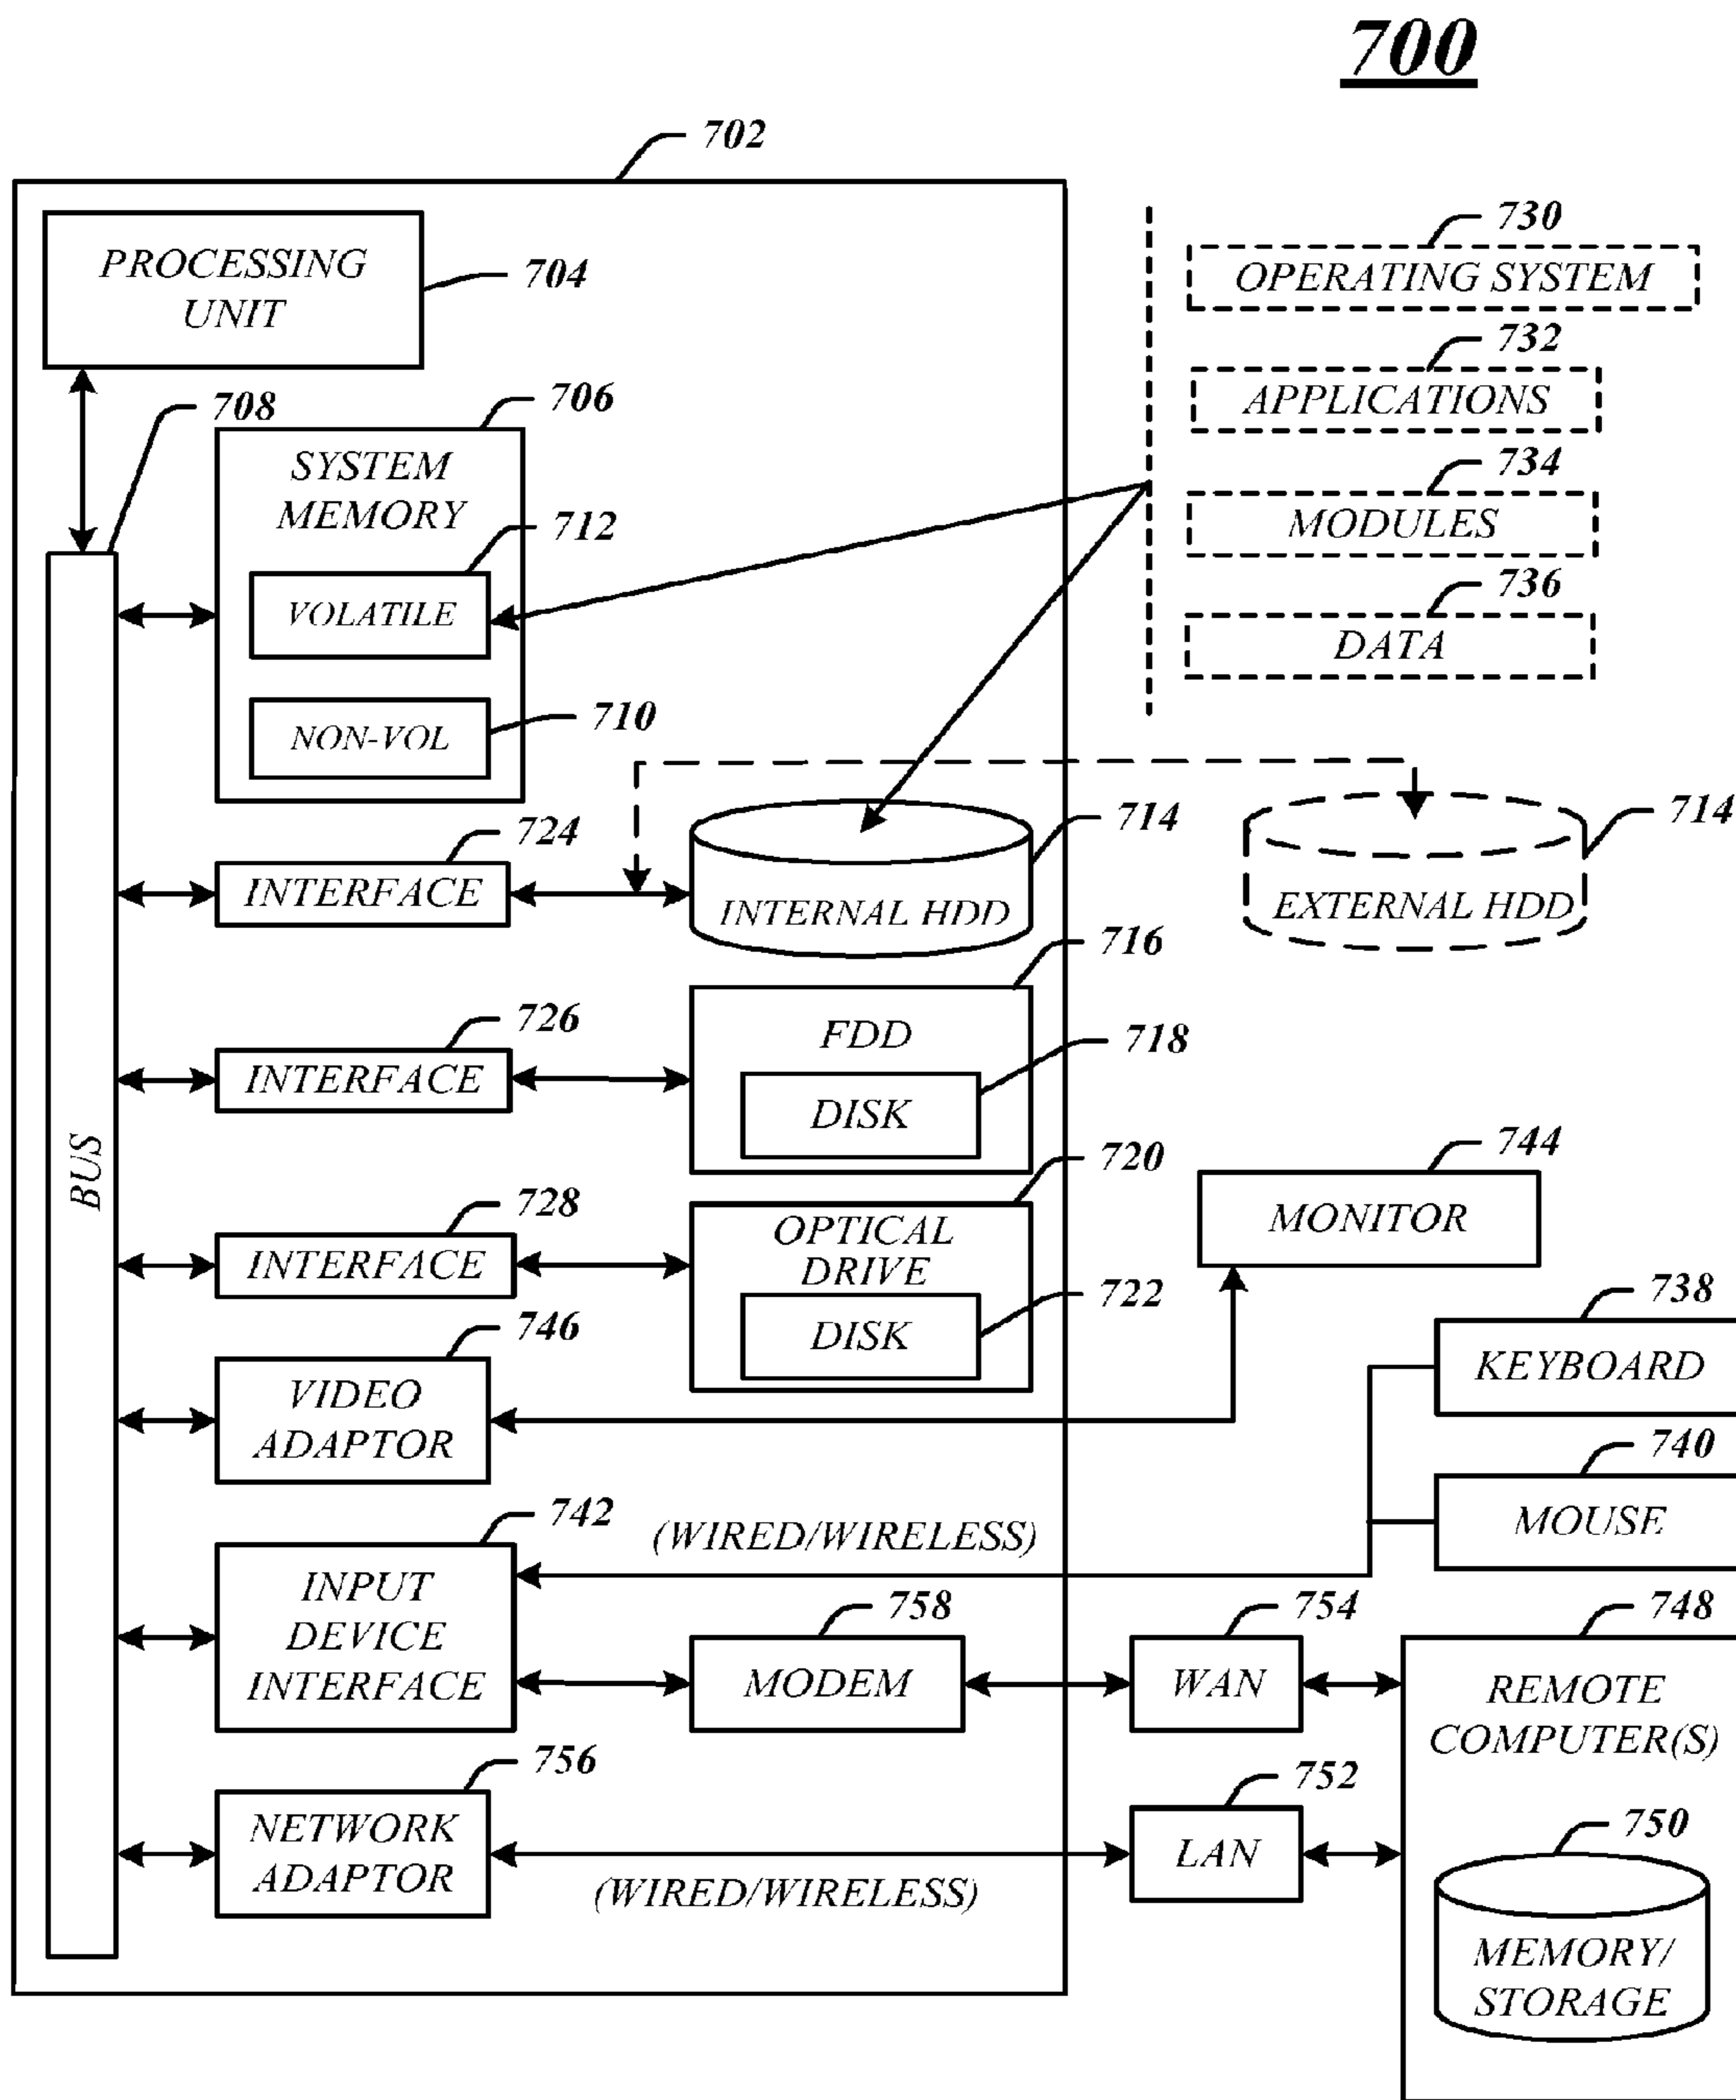 700
702
PROCESSING
UNIT
704
708
706
SYSTEM
MEMORY
712
VOLATILE
710
NON-VOL
730
OPERATING SYSTEM
732
APPLICATIONS
734
MODULES
736
DATA
724
INTERFACE
714
INTERNAL HDD
714
EXTERNAL HDD
716
726
INTERFACE
FDD
718
DISK
BUS
720
728
INTERFACE
OPTICAL
DRIVE
722
DISK
744
MONITOR
746
VIDEO
ADAPTOR
738
KEYBOARD
740
MOUSE
742
(WIRED/WIRELESS)
INPUT
DEVICE
INTERFACE
758
MODEM
754
WAN
748
REMOTE
COMPUTER(S)
756
NETWORK
ADAPTOR
(WIRED/WIRELESS)
752
LAN
750
MEMORY/
STORAGE